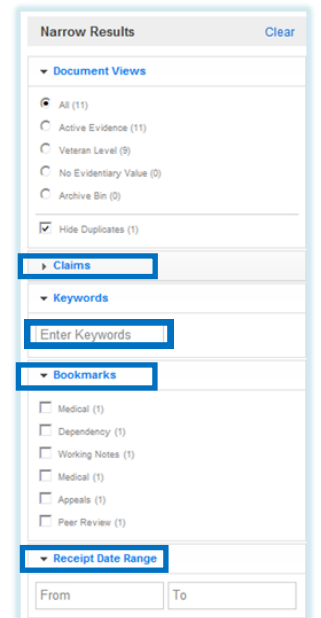 Narrow Results Clear
Document Views
All (11)
Active Evidence (11)
Veteran Level (9)
No Evidentiary Value (0)
Archive Bin (0)
Hide Duplicates (1)
Claims
Keywords
Enter Keywords
Bookmarks
Medical (1)
Dependency (1)
Working Notes (1)
Medical (1)
Appeals (1)
Peer Review (1)
Receipt Date Range
From To